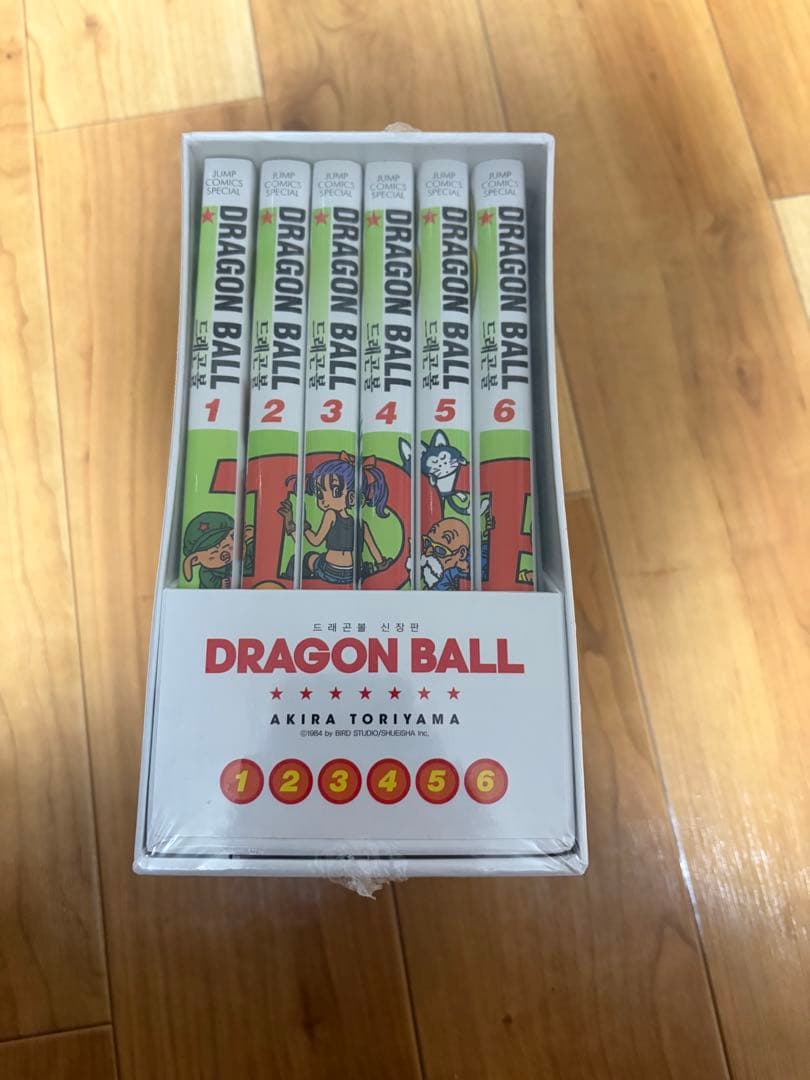 JUMP
COMICS
SPECIAL
DRAGON BALL
드래곤볼
1
JUMP
COMICS
SPECIAL
DRAGON BALL
드래곤볼
2
JUMP
COMICS
SPECIAL
DRAGON BALL
드래곤볼
3
JUMP
COMICS
SPECIAL
DRAGON BALL
드래곤볼
4
JUMP
COMICS
SPECIAL
DRAGON BALL
드래곤볼
5
JUMP
COMICS
SPECIAL
DRAGON BALL
드래곤볼
6
드래곤볼 신장판
DRAGON BALL
★ ★ ★ ★ ★ ★ ★
AKIRA TORIYAMA
©1984 by BIRD STUDIO/SHUEISHA Inc.
1 2 3 4 5 6